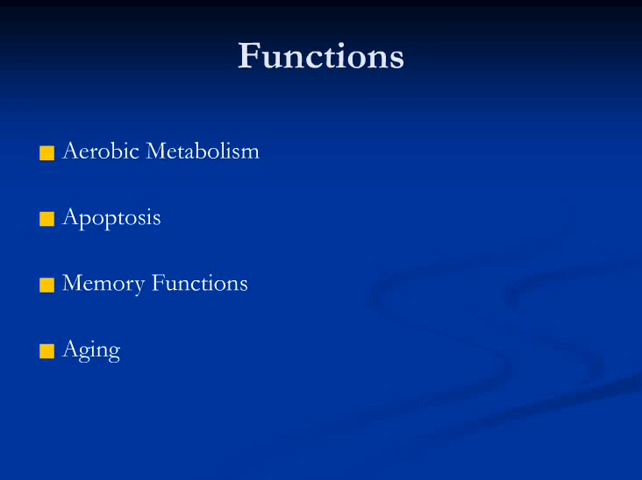 Functions
Aerobic Metabolism
Apoptosis
Memory Functions
Aging